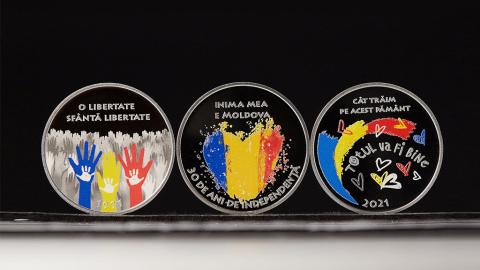 O LIBERTATE
SFÂNTĂ LIBERTATE
INIMA MEA
E MOLDOVA
30 DE ANI DE INDEPENDENȚĂ
CÂT TRĂIM
PE ACEST PĂMÂNT
TOTUL VA FI BINE
2021